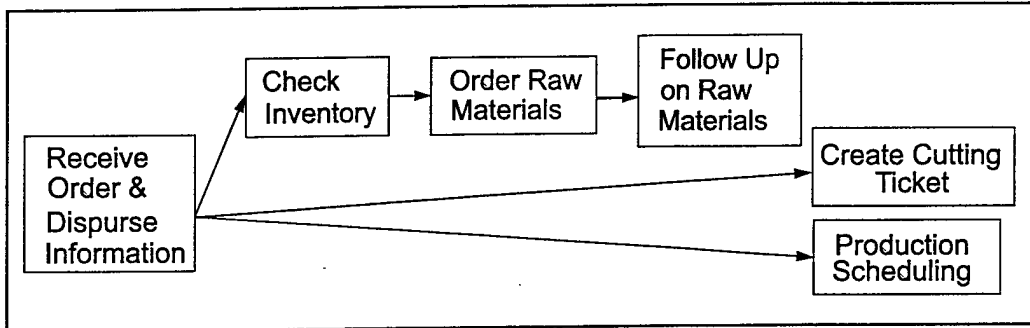 Receive
Order &
Dispurse
Information
Check
Inventory
Order Raw
Materials
Follow Up
on Raw
Materials
Create Cutting
Ticket
Production
Scheduling